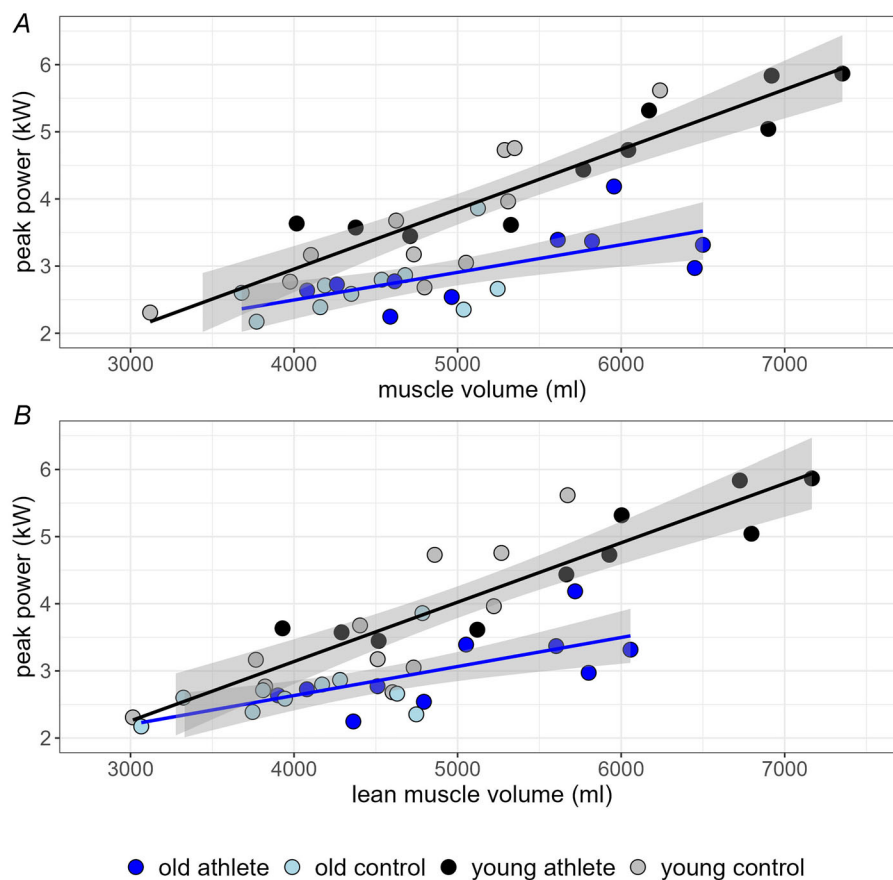 A
peak power (kW)
6
5
4
3
2
3000 4000 5000 6000 7000
muscle volume (ml)
B
peak power (kW)
6
5
4
3
2
3000 4000 5000 6000 7000
lean muscle volume (ml)
old athlete old control young athlete young control